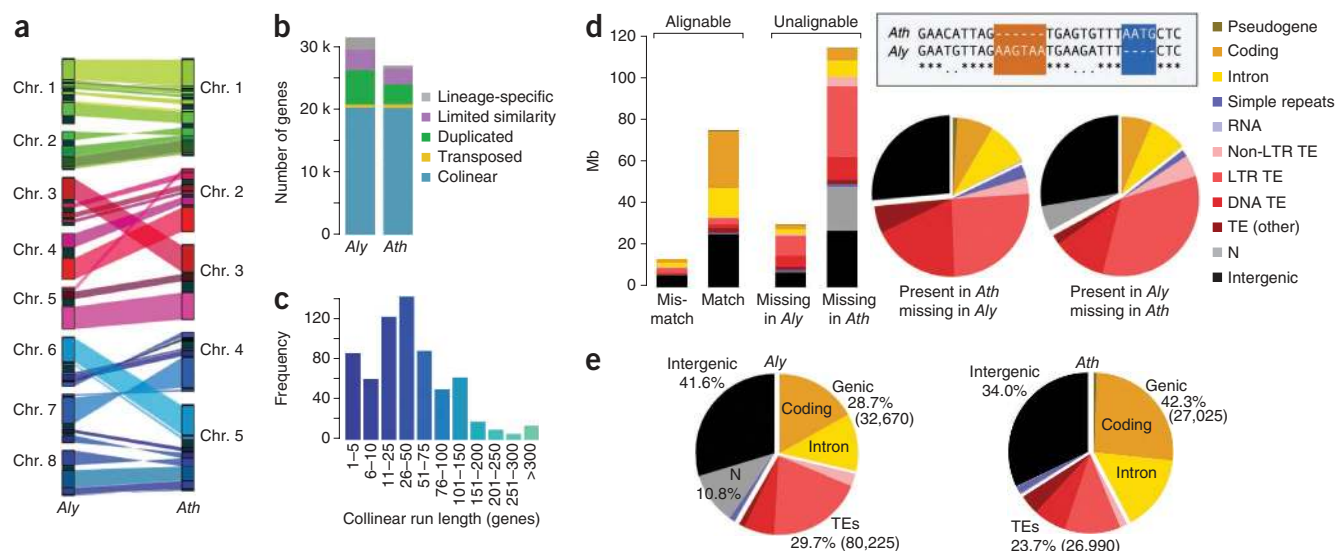 a
Chr. 1
Chr. 2
Chr. 3
Chr. 4
Chr. 5
Chr. 6
Chr. 7
Chr. 8
Chr. 1
Chr. 2
Chr. 3
Chr. 4
Chr. 5
Aly
Ath
b
Number of genes
30 k
20 k
10 k
0
Aly
Ath
Lineage-specific
Limited similarity
Duplicated
Transposed
Colinear
c
Frequency
120
80
40
0
1–5
6–10
11–25
26–50
51–75
76–100
101–150
151–200
201–250
251–300
>300
Collinear run length (genes)
d
Alignable
Unalignable
Mb
120
100
80
60
40
20
0
Mis-
match
Match
Missing
in Aly
Missing
in Ath
Ath GAACATTAG------TGAGTGTTTAATGCTC
Aly GAATGTTAGAAGTAATGAAGATTT----CTC
***..**** ***...*** ***
Present in Ath
missing in Aly
Present in Aly
missing in Ath
Pseudogene
Coding
Intron
Simple repeats
RNA
Non-LTR TE
LTR TE
DNA TE
TE (other)
N
Intergenic
e
Aly
Intergenic
41.6%
Genic
28.7%
(32,670)
Coding
Intron
N
10.8%
TEs
29.7% (80,225)
Ath
Intergenic
34.0%
Genic
42.3%
(27,025)
Coding
Intron
TEs
23.7% (26.990)